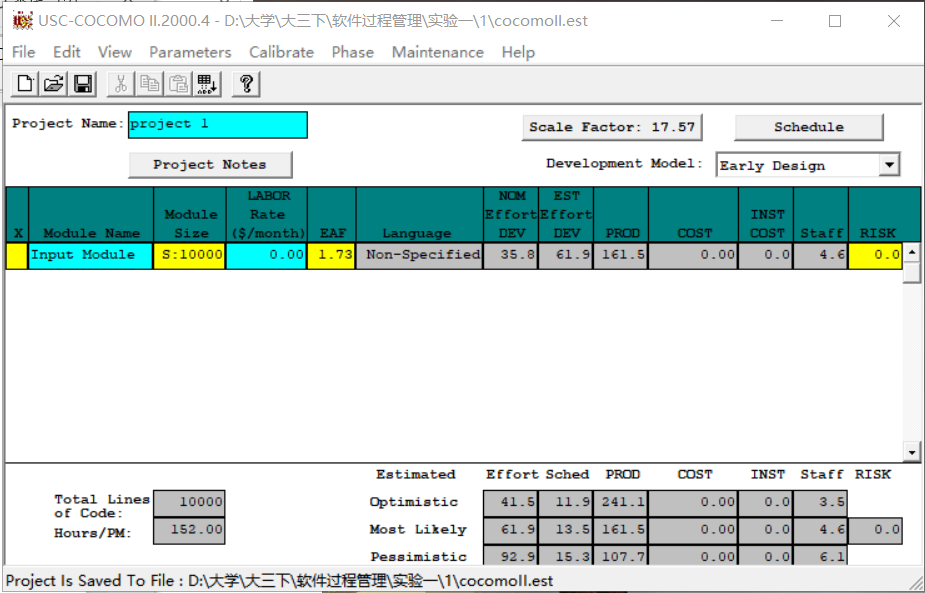 USC-COCOMO II.2000.4 - D:\大学\大三下\软件过程管理\实验一\1\cocomoII.est
File Edit View Parameters Calibrate Phase Maintenance Help
Project Name: project 1
Scale Factor: 17.57 Schedule
Project Notes
Development Model: Early Design
X Module Name Module Size LABOR Rate ($/month) EAF Language NOM Effort DEV EST Effort DEV PROD COST INST COST Staff RISK
Input Module S:10000 0.00 1.73 Non-Specified 35.8 61.9 161.5 0.00 0.0 4.6 0.0
Estimated Effort Sched PROD COST INST Staff RISK
Total Lines of Code: 10000
Hours/PM: 152.00
Optimistic 41.5 11.9 241.1 0.00 0.0 3.5
Most Likely 61.9 13.5 161.5 0.00 0.0 4.6 0.0
Pessimistic 92.9 15.3 107.7 0.00 0.0 6.1
Project Is Saved To File : D:\大学\大三下\软件过程管理\实验一\1\cocomoII.est